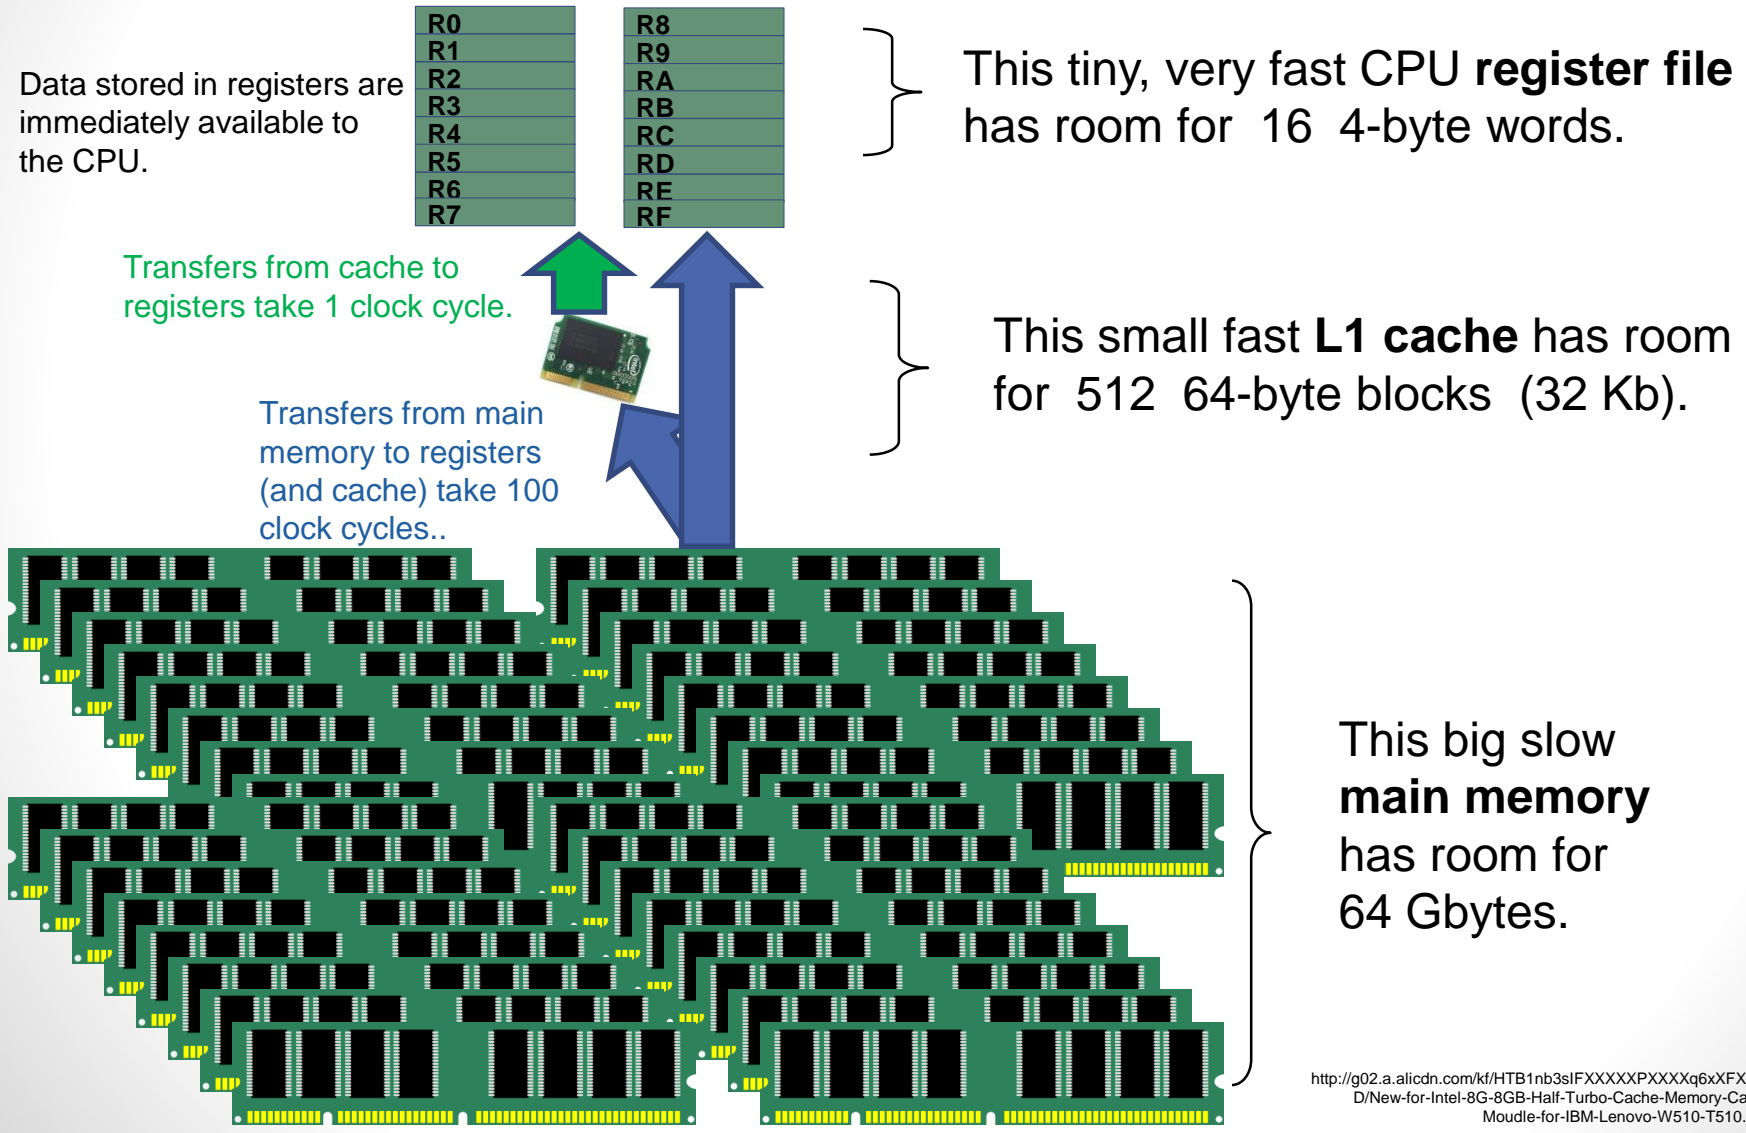 R0
R1
R2
R3
R4
R5
R6
R7
R8
R9
RA
RB
RC
RD
RE
RF
Data stored in registers are
immediately available to
the CPU.
This tiny, very fast CPU register file
has room for 16 4-byte words.
Transfers from cache to
registers take 1 clock cycle.
This small fast L1 cache has room
for 512 64-byte blocks (32 Kb).
Transfers from main
memory to registers
(and cache) take 100
clock cycles..
This big slow
main memory
has room for
64 Gbytes.
http://g02.a.alicdn.com/kf/HTB1nb3sIFXXXXXPXXXXq6xXFX
D/New-for-Intel-8G-8GB-Half-Turbo-Cache-Memory-Ca
Moudle-for-IBM-Lenovo-W510-T510.